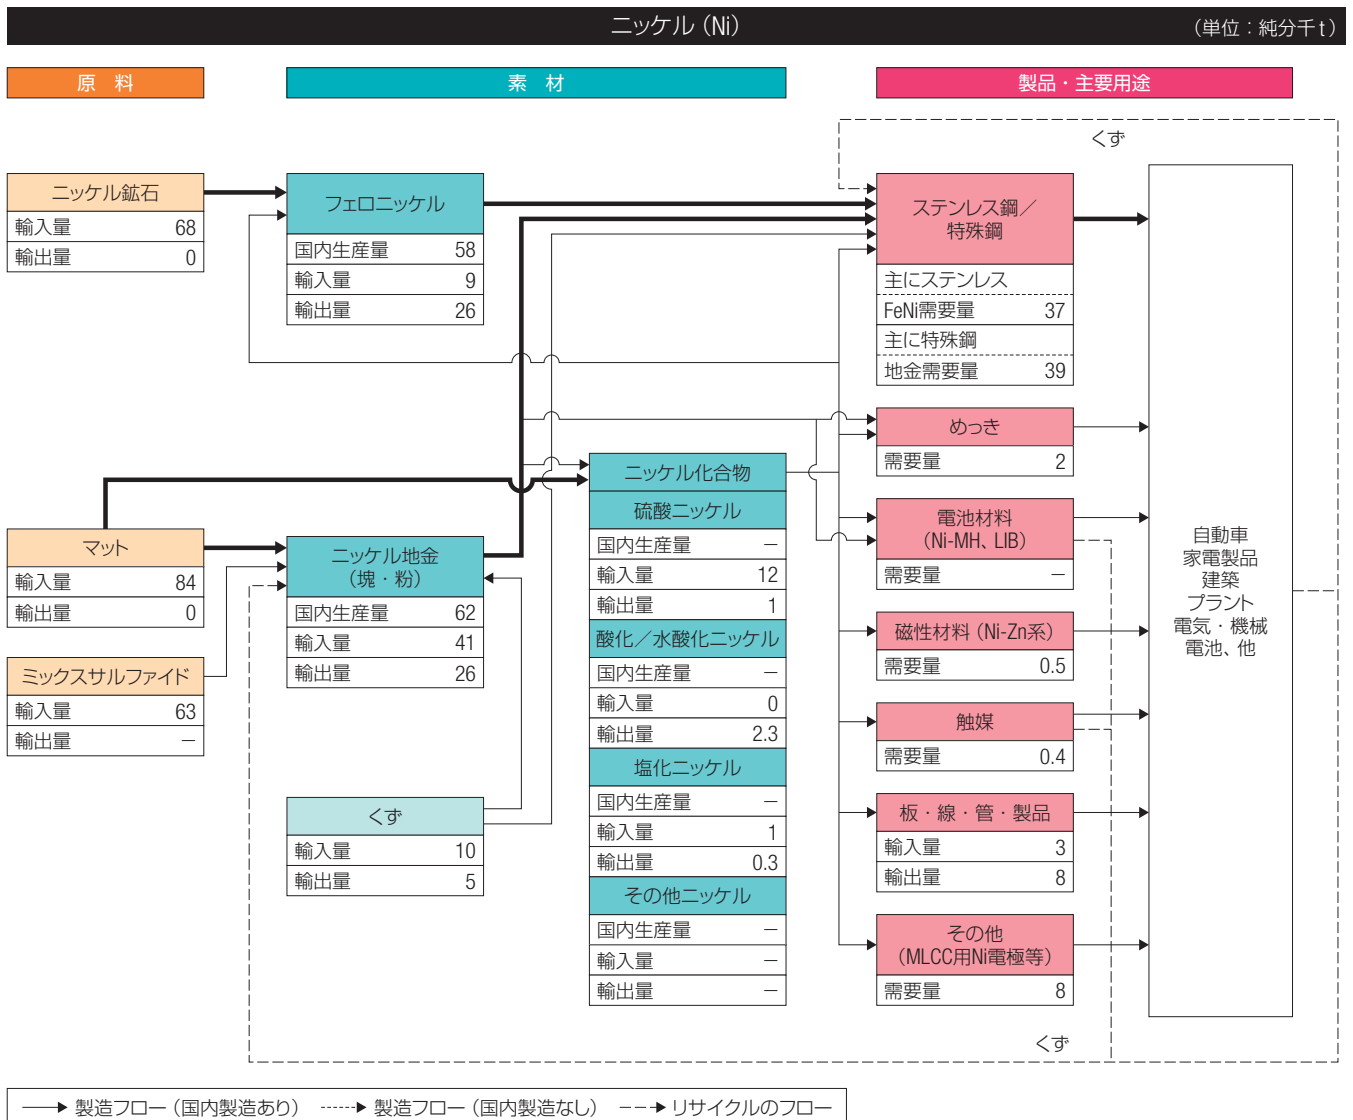 ニッケル（Ni）
（単位：純分千t）
原　料
素　材
製品・主要用途
くず
ニッケル鉱石
輸入量 68
輸出量 0
マット
輸入量 84
輸出量 0
ミックスサルファイド
輸入量 63
輸出量 －
フェロニッケル
国内生産量 58
輸入量 9
輸出量 26
ニッケル地金
（塊・粉）
国内生産量 62
輸入量 41
輸出量 26
くず
輸入量 10
輸出量 5
ニッケル化合物
硫酸ニッケル
国内生産量 －
輸入量 12
輸出量 1
酸化／水酸化ニッケル
国内生産量 －
輸入量 0
輸出量 2.3
塩化ニッケル
国内生産量 －
輸入量 1
輸出量 0.3
その他ニッケル
国内生産量 －
輸入量 －
輸出量 －
ステンレス鋼／
特殊鋼
主にステンレス
FeNi需要量 37
主に特殊鋼
地金需要量 39
めっき
需要量 2
電池材料
（Ni-MH、LIB）
需要量 －
磁性材料（Ni-Zn系）
需要量 0.5
触媒
需要量 0.4
板・線・管・製品
輸入量 3
輸出量 8
その他
（MLCC用Ni電極等）
需要量 8
自動車
家電製品
建築
プラント
電気・機械
電池、他
くず
製造フロー（国内製造あり） 製造フロー（国内製造なし） リサイクルのフロー